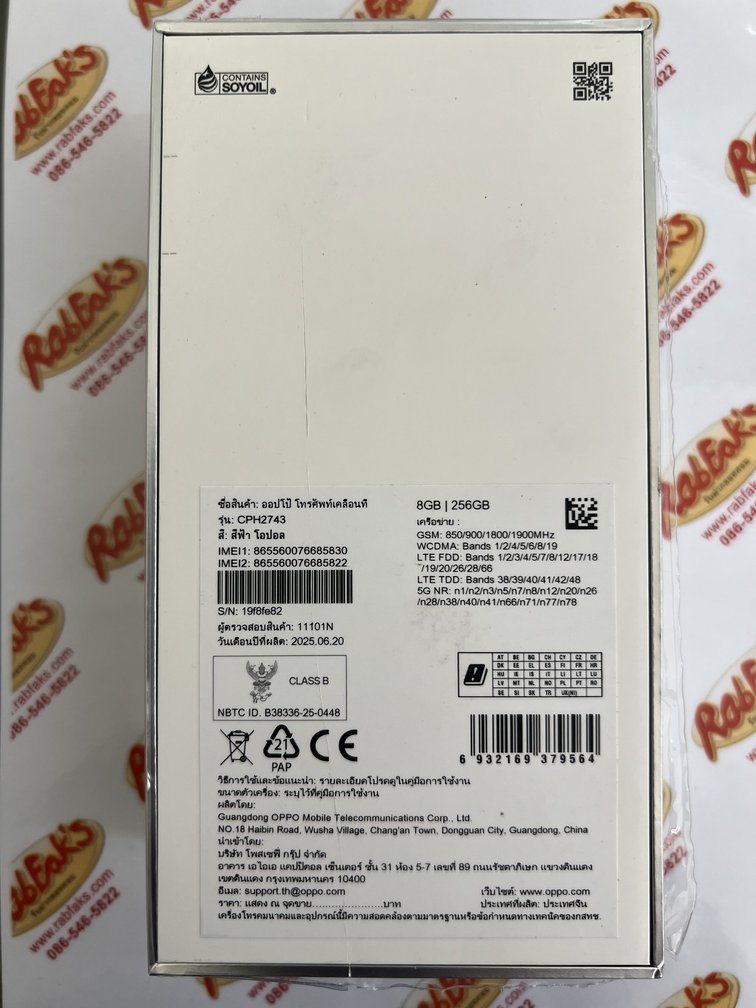 CONTAINS
SOYOIL®
ชื่อสินค้า: ออปโป้ โทรศัพท์เคลื่อนที่
รุ่น: CPH2743
สี: สีฟ้า โอปอล
IMEI1: 865560076685830
IMEI2: 865560076685822
S/N: 19f8fe82
ผู้ตรวจสอบสินค้า: 11101N
วันเดือนปีที่ผลิต: 2025.06.20
8GB | 256GB
เครือข่าย :
GSM: 850/900/1800/1900MHz
WCDMA: Bands 1/2/4/5/6/8/19
LTE FDD: Bands 1/2/3/4/5/7/8/12/17/18
/19/20/26/28/66
LTE TDD: Bands 38/39/40/41/42/48
5G NR: n1/n2/n3/n5/n7/n8/n12/n20/n26
/n28/n38/n40/n41/n66/n71/n77/n78
CLASS B
NBTC ID. B38336-25-0448
AT BE BG CH CY CZ DE
DK EE EL ES FI FR HR
HU IE IS IT LI LT LU
LV MT NL NO PL PT RO
SE SI SK TR UK(NI)
21
PAP
CE
6 932169 379564
วิธีการใช้และข้อแนะนำ: รายละเอียดโปรดดูในคู่มือการใช้งาน
ขนาดตัวเครื่อง: ระบุไว้ที่คู่มือการใช้งาน
ผลิตโดย:
Guangdong OPPO Mobile Telecommunications Corp., Ltd.
NO.18 Haibin Road, Wusha Village, Chang'an Town, Dongguan City, Guangdong, China
นำเข้าโดย:
บริษัท โพสเซฟี่ กรุ๊ป จำกัด
อาคาร เอไอเอ แคปปิตอล เซ็นเตอร์ ชั้น 31 ห้อง 5-7 เลขที่ 89 ถนนรัชดาภิเษก แขวงดินแดง
เขตดินแดง กรุงเทพมหานคร 10400
อีเมล: support.th@oppo.com
เว็บไซต์: www.oppo.com
ราคา: แสดง ณ จุดขาย......................บาท
ประเทศที่ผลิต: ประเทศจีน
เครื่องโทรคมนาคมและอุปกรณ์นี้มีความสอดคล้องตามมาตรฐานหรือข้อกำหนดทางเทคนิคของกสทช.
RabFak's
www.rabfaks.com
086-546-5822